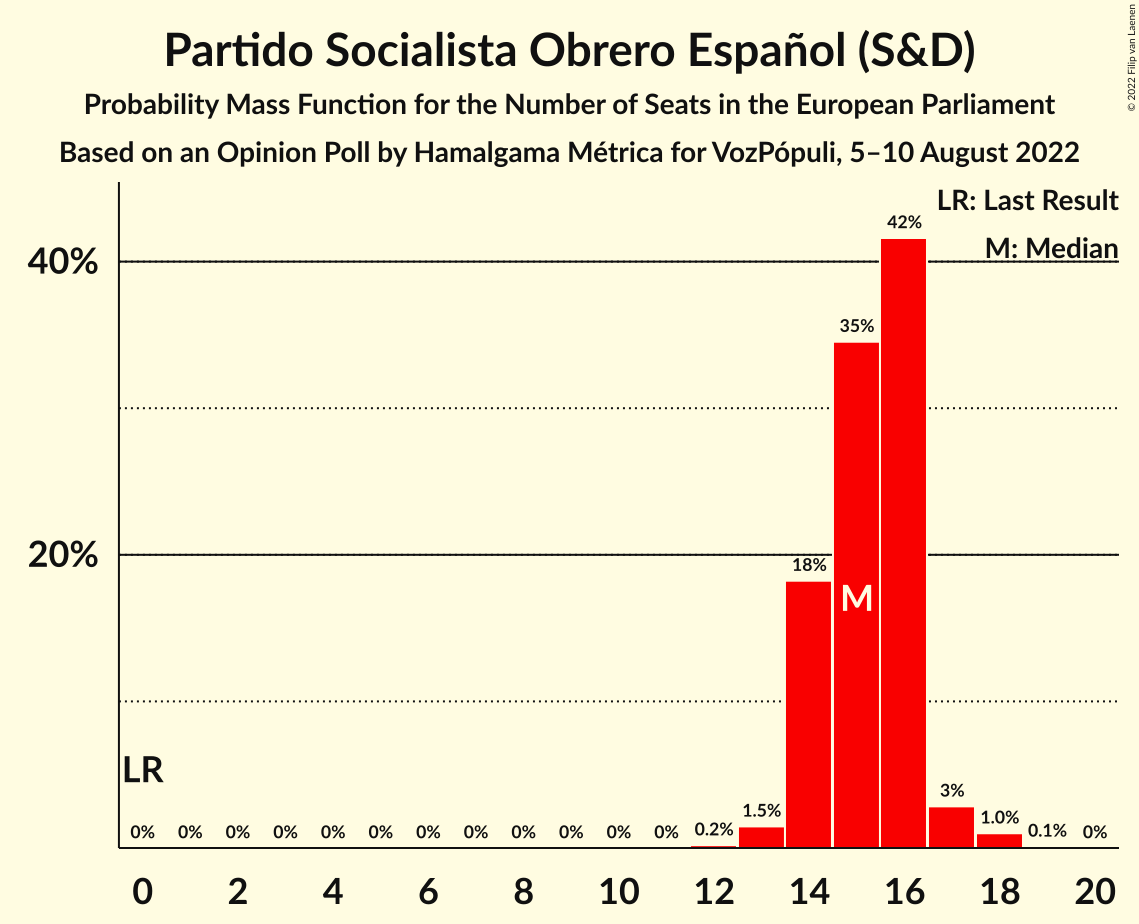 Partido Socialista Obrero Español (S&D)
Probability Mass Function for the Number of Seats in the European Parliament
Based on an Opinion Poll by Hamalgama Métrica for VozPópuli, 5–10 August 2022
© 2022 Filip van Laenen
LR: Last Result
M: Median
40%
20%
42%
35%
18%
M
LR
0% 0% 0% 0% 0% 0% 0% 0% 0% 0% 0% 0% 0.2% 1.5% 3% 1.0% 0.1% 0%
0 2 4 6 8 10 12 14 16 18 20